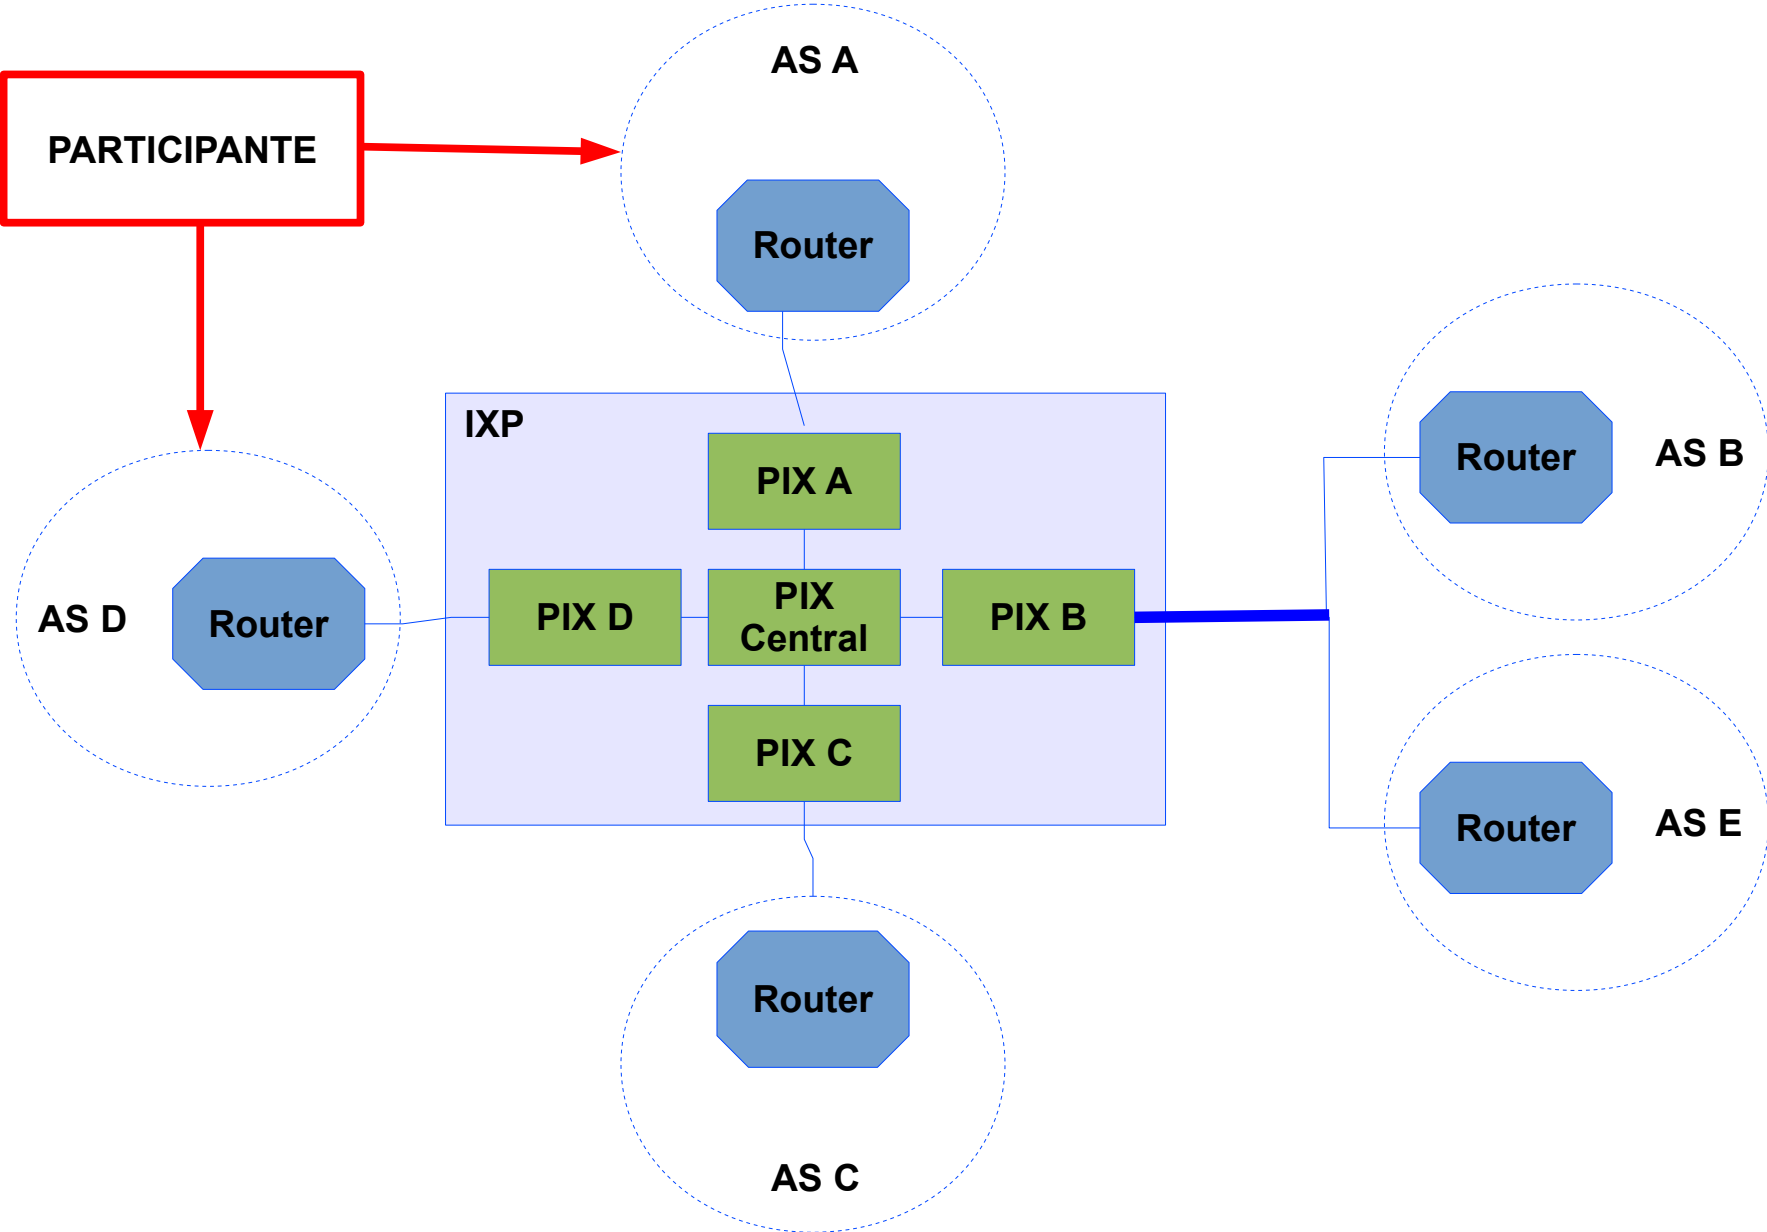 AS A
PARTICIPANTE
Router
IXP
PIX A
Router
AS B
PIX D
PIX
Central
PIX B
AS D
Router
PIX C
Router
AS E
Router
AS C